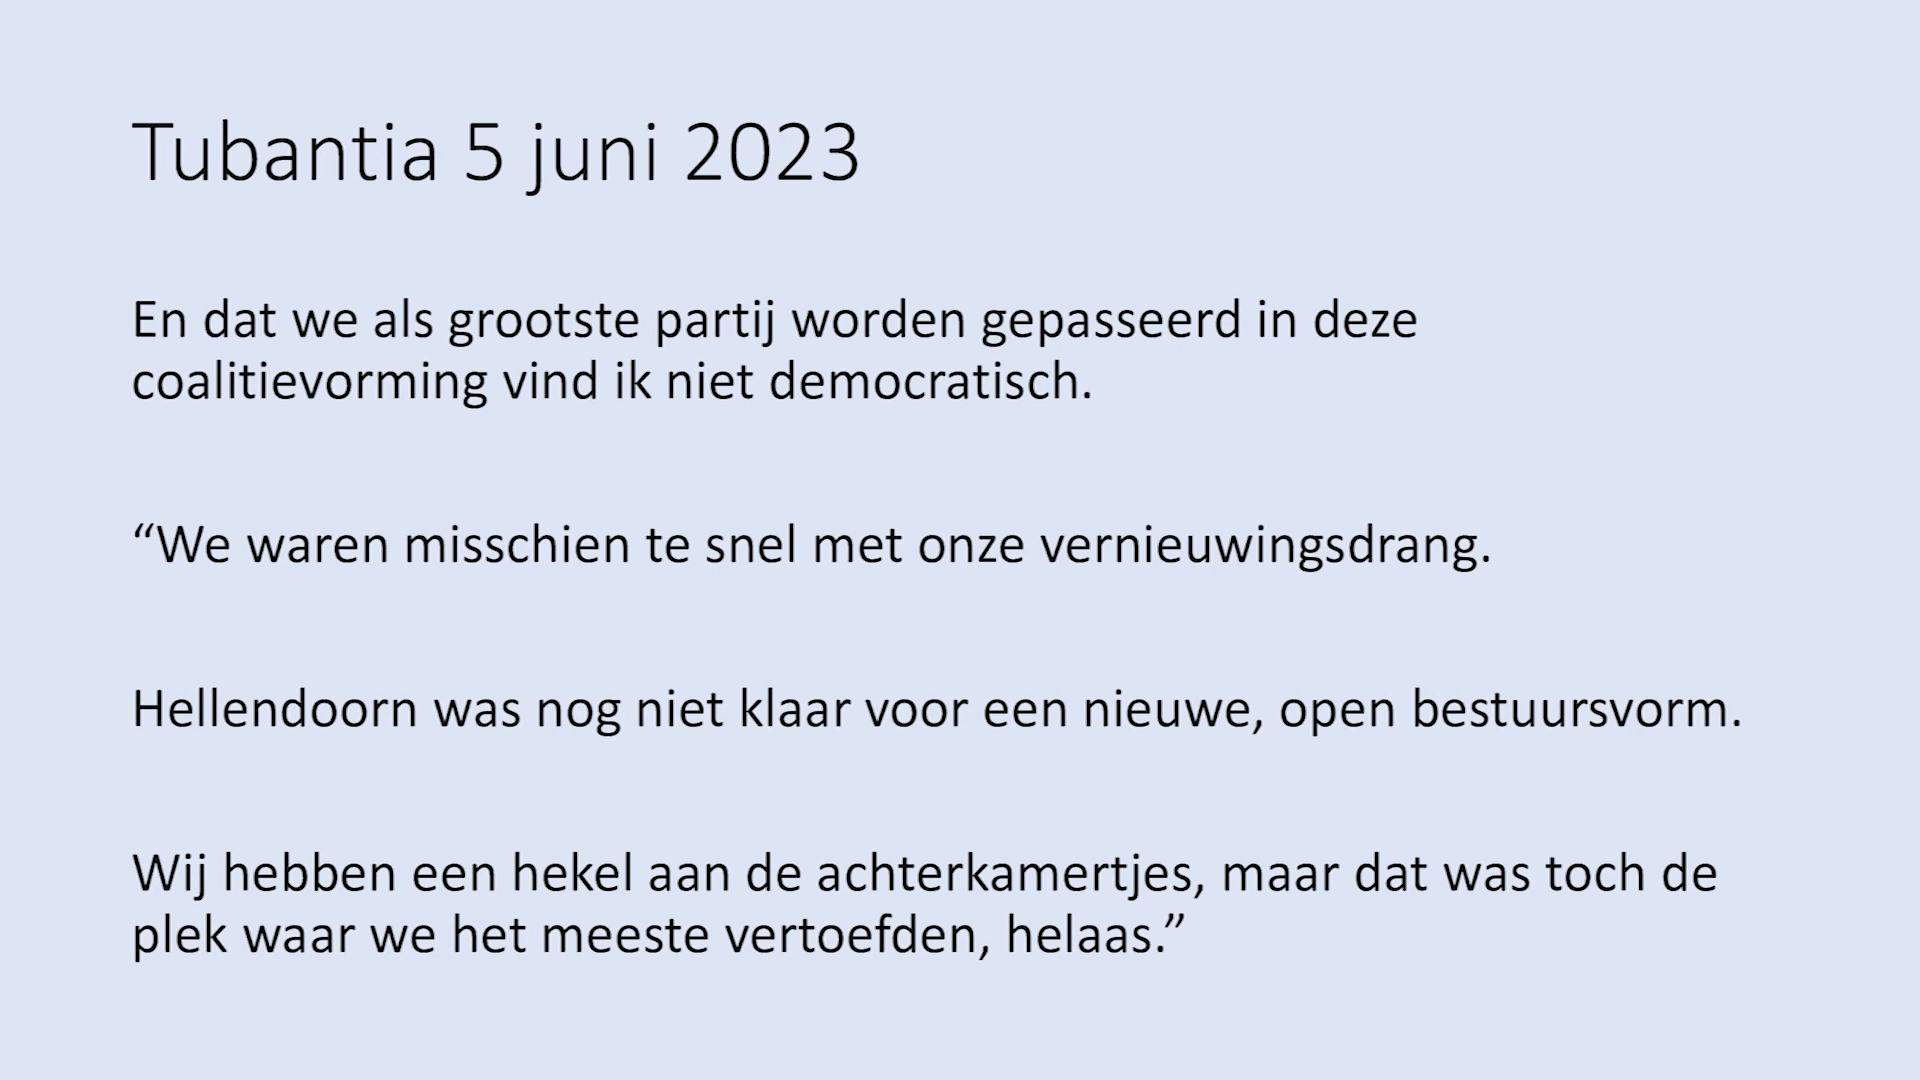 Tubantia 5 juni 2023
En dat we als grootste partij worden gepasseerd in deze
coalitievorming vind ik niet democratisch.
“We waren misschien te snel met onze vernieuwingsdrang.
Hellendoorn was nog niet klaar voor een nieuwe, open bestuursvorm.
Wij hebben een hekel aan de achterkamertjes, maar dat was toch de
plek waar we het meeste vertoefden, helaas.”